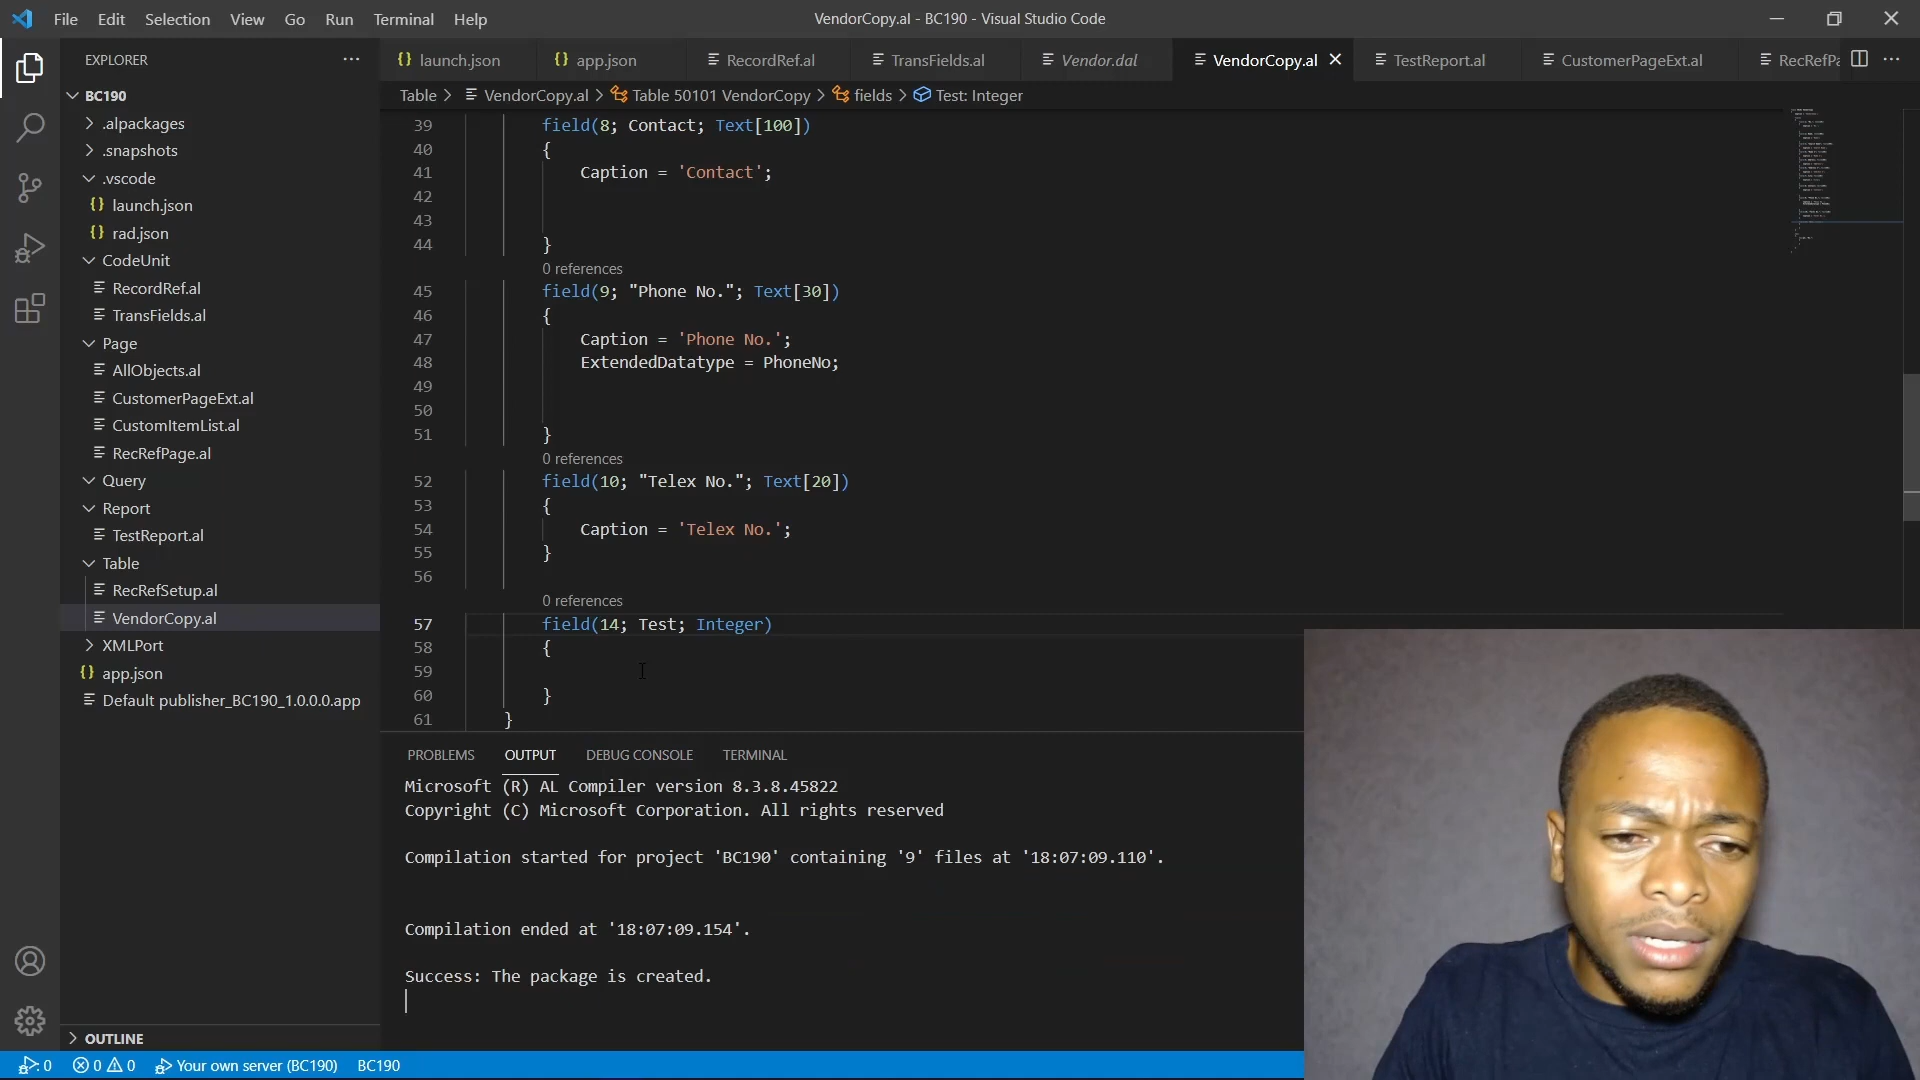 File Edit Selection View Go Run Terminal Help
VendorCopy.al - BC190 - Visual Studio Code
EXPLORER
BC190
.alpackages
.snapshots
.vscode
launch.json
rad.json
CodeUnit
RecordRef.al
TransFields.al
Page
AllObjects.al
CustomerPageExt.al
CustomItemList.al
RecRefPage.al
Query
Report
TestReport.al
Table
RecRefSetup.al
VendorCopy.al
XMLPort
app.json
Default publisher_BC190_1.0.0.0.app
OUTLINE
launch.json app.json RecordRef.al TransFields.al Vendor.dal VendorCopy.al TestReport.al CustomerPageExt.al RecRefPa
Table > VendorCopy.al > Table 50101 VendorCopy > fields > Test: Integer
39 field(8; Contact; Text[100])
40 {
41 Caption = 'Contact';
42
43
44 }
0 references
45 field(9; "Phone No."; Text[30])
46 {
47 Caption = 'Phone No.';
48 ExtendedDatatype = PhoneNo;
49
50
51 }
0 references
52 field(10; "Telex No."; Text[20])
53 {
54 Caption = 'Telex No.';
55 }
56
0 references
57 field(14; Test; Integer)
58 {
59
60 }
61 }
PROBLEMS OUTPUT DEBUG CONSOLE TERMINAL
Microsoft (R) AL Compiler version 8.3.8.45822
Copyright (C) Microsoft Corporation. All rights reserved
Compilation started for project 'BC190' containing '9' files at '18:07:09.110'.
Compilation ended at '18:07:09.154'.
Success: The package is created.
0 0 0 Your own server (BC190) BC190